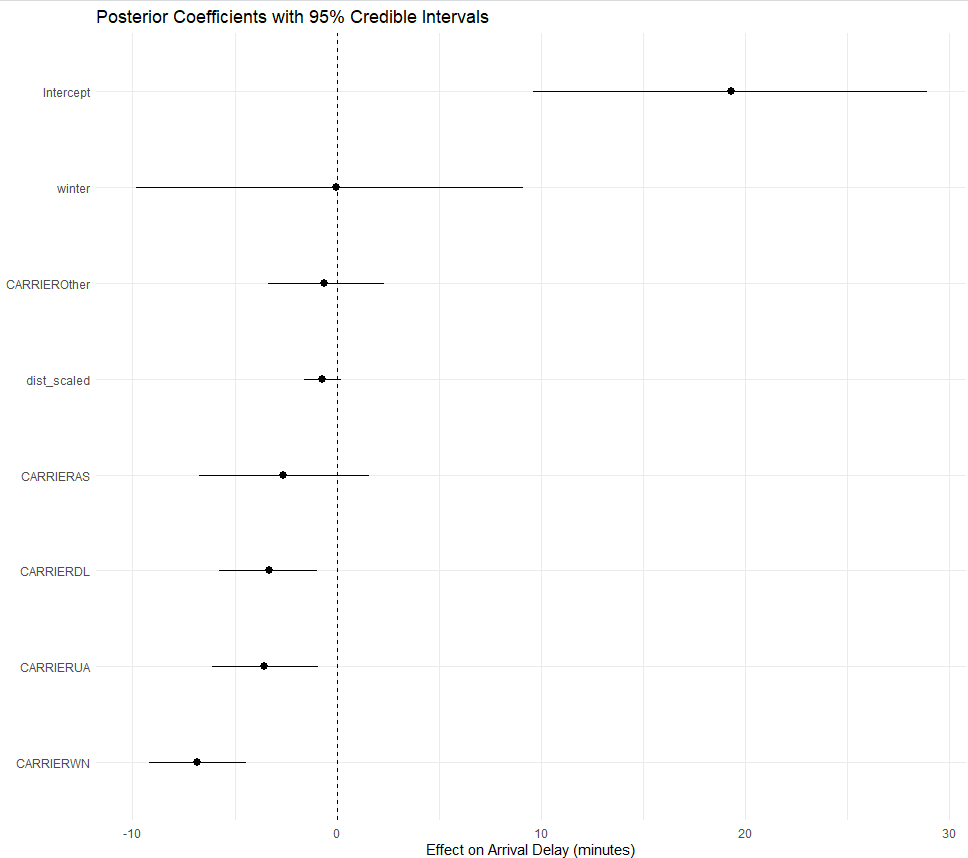 Posterior Coefficients with 95% Credible Intervals
Intercept
winter
CARRIEROther
dist_scaled
CARRIERAS
CARRIERDL
CARRIERUA
CARRIERWN
-10 0 10 20 30
Effect on Arrival Delay (minutes)